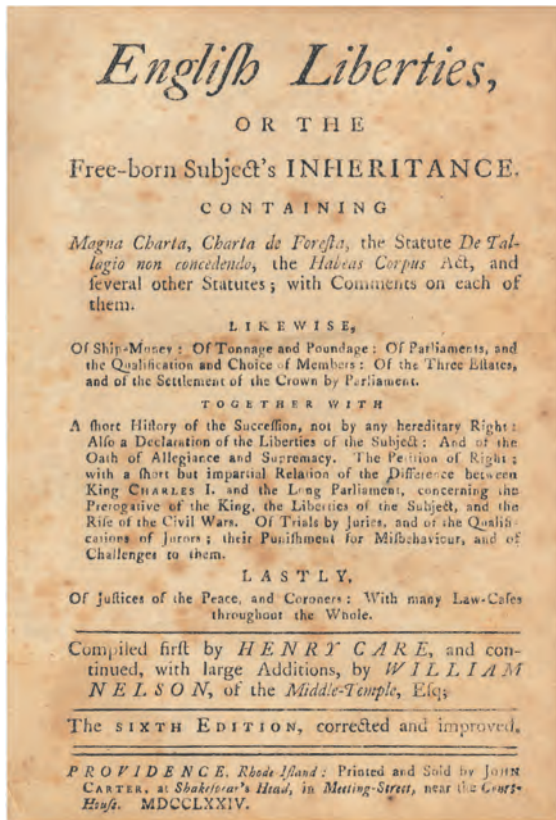 Engliſh Liberties,
OR THE
Free-born Subject's INHERITANCE.
CONTAINING
Magna Charta, Charta de Foreſta, the Statute De Tal-
lagio non concedendo, the Habeas Corpus Act, and
ſeveral other Statutes; with Comments on each of
them.
LIKEWISE,
Of Ship-Money: Of Tonnage and Poundage: Of Parliaments, and
the Qualification and Choice of Members: Of the Three Eſtates,
and of the Settlement of the Crown by Parliament.
TOGETHER WITH
A ſhort Hiſtory of the Succeſſion, not by any hereditary Right:
Alſo a Declaration of the Liberties of the Subject: And of the
Oath of Allegiance and Supremacy. The Petition of Right;
with a ſhort but impartial Relation of the Difference between
King CHARLES I. and the Long Parliament, concerning the
Prerogative of the King, the Liberties of the Subject, and the
Riſe of the Civil Wars. Of Trials by Juries, and of the Qualifi-
cations of Jurors; their Puniſhment for Miſbehaviour, and of
Challenges to them.
LASTLY,
Of Juſtices of the Peace, and Coroners: With many Law-Caſes
throughout the Whole.
Compiled firſt by HENRY CARE, and con-
tinued, with large Additions, by WILLIAM
NELSON, of the Middle-Temple, Eſq;
The SIXTH EDITION, corrected and improved.
PROVIDENCE, Rhode-Iſland: Printed and Sold by JOHN
CARTER, at Shakeſpear's Head, in Meeting-Street, near the Court-
Houſe. MDCCLXXIV.